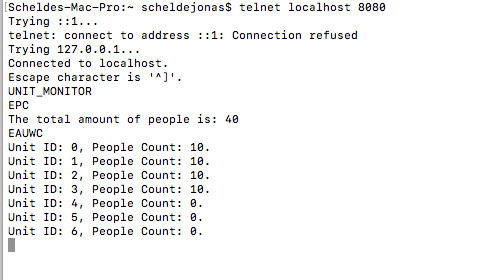 [Scheldes-Mac-Pro:~ scheldejonas$ telnet localhost 8080
Trying ::1...
telnet: connect to address ::1: Connection refused
Trying 127.0.0.1...
Connected to localhost.
Escape character is '^]'.
UNIT_MONITOR
EPC
The total amount of people is: 40
EAUWC
Unit ID: 0, People Count: 10.
Unit ID: 1, People Count: 10.
Unit ID: 2, People Count: 10.
Unit ID: 3, People Count: 10.
Unit ID: 4, People Count: 0.
Unit ID: 5, People Count: 0.
Unit ID: 6, People Count: 0.